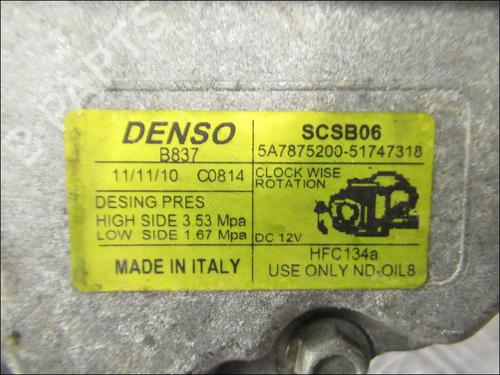 DENSO
B837
11/11/10 C0814
DESING PRES
HIGH SIDE 3.53 Mpa
LOW SIDE 1.67 Mpa
MADE IN ITALY
SCSB06
5A7875200-51747318
CLOCK WISE
ROTATION
DC 12V
HFC134a
USE ONLY ND-OIL8
B-PARTS